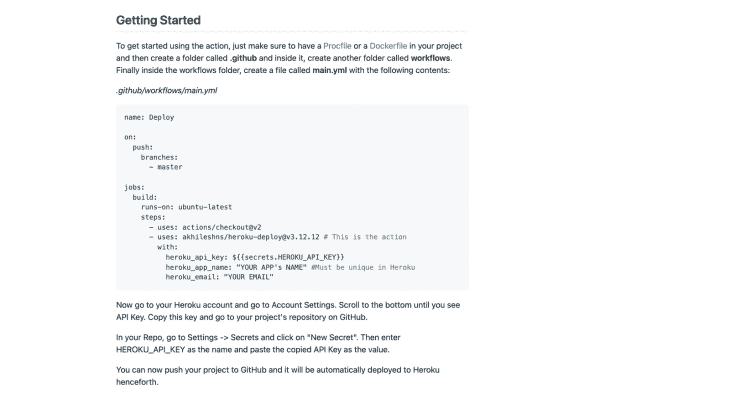 Getting Started
To get started using the action, just make sure to have a Procfile or a Dockerfile in your project
and then create a folder called .github and inside it, create another folder called workflows.
Finally inside the workflows folder, create a file called main.yml with the following contents:
.github/workflows/main.yml
name: Deploy
on:
push:
branches:
- master
jobs:
build:
runs-on: ubuntu-latest
steps:
- uses: actions/checkout@v2
- uses: akhileshns/heroku-deploy@v3.12.12 # This is the action
with:
heroku_api_key: ${{secrets.HEROKU_API_KEY}}
heroku_app_name: "YOUR APP's NAME" #Must be unique in Heroku
heroku_email: "YOUR EMAIL"
Now go to your Heroku account and go to Account Settings. Scroll to the bottom until you see
API Key. Copy this key and go to your project's repository on GitHub.
In your Repo, go to Settings -> Secrets and click on "New Secret". Then enter
HEROKU_API_KEY as the name and paste the copied API Key as the value.
You can now push your project to GitHub and it will be automatically deployed to Heroku
henceforth.